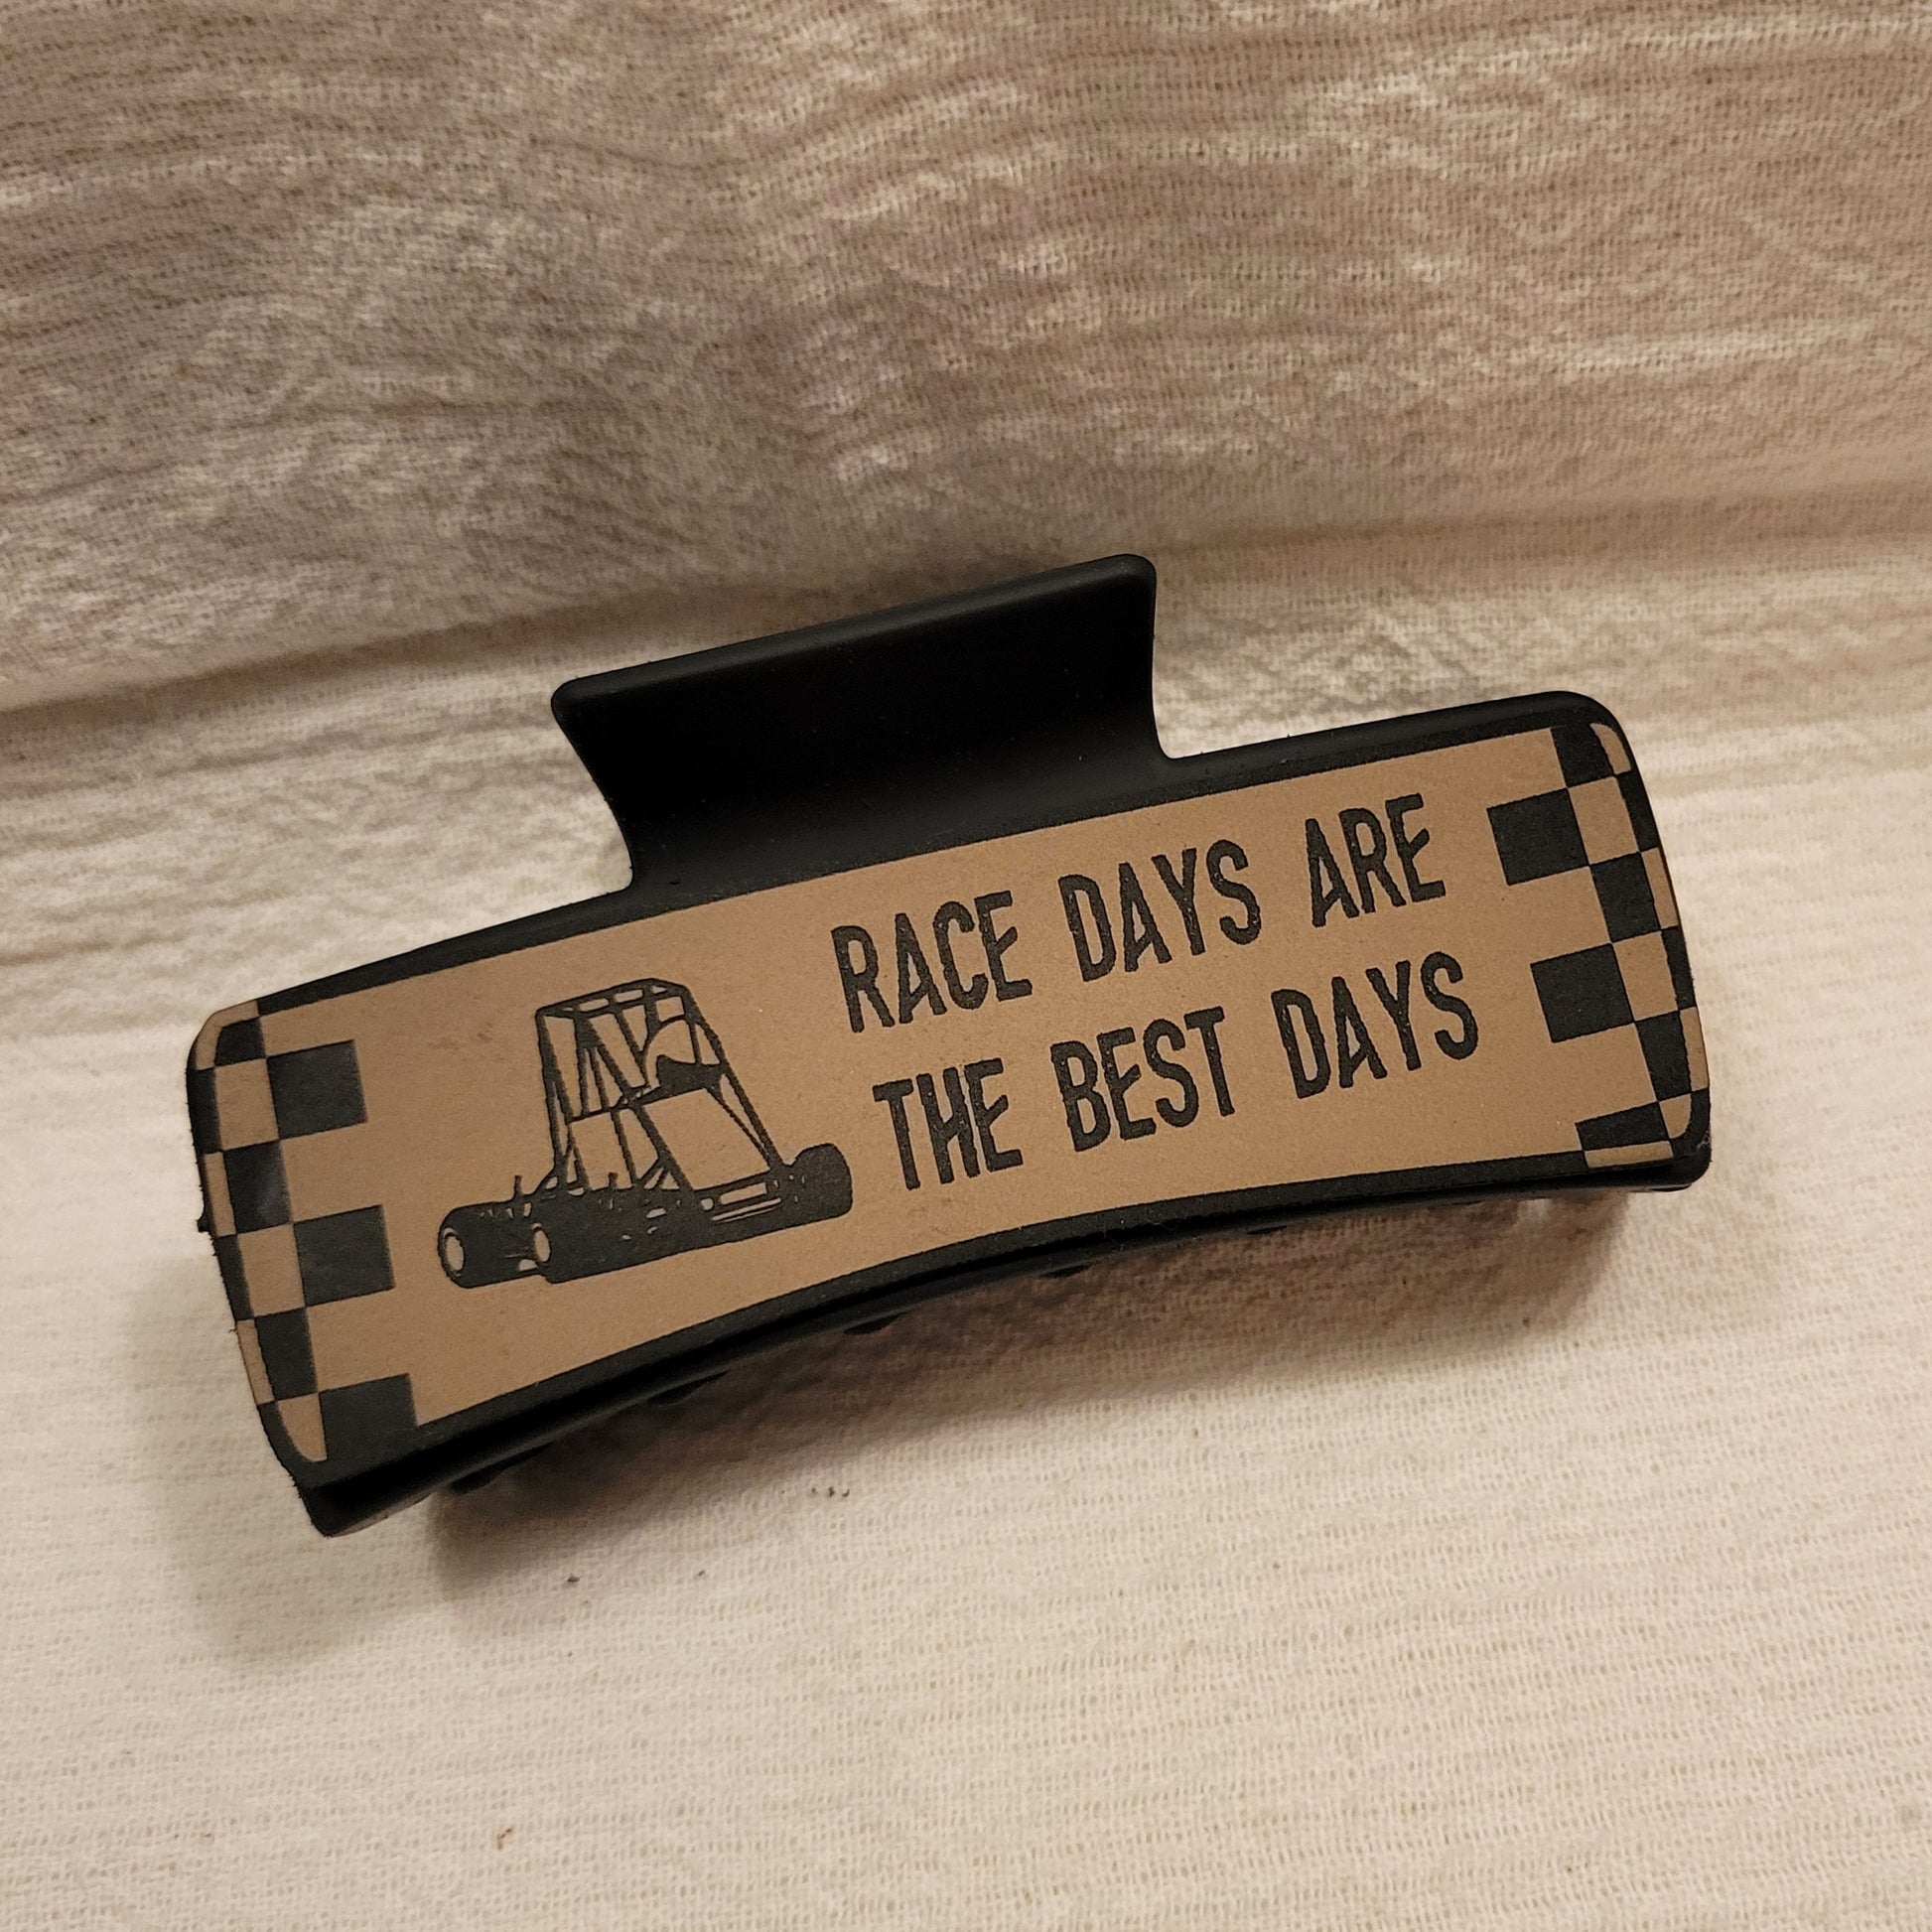 RACE DAYS ARE
THE BEST DAYS